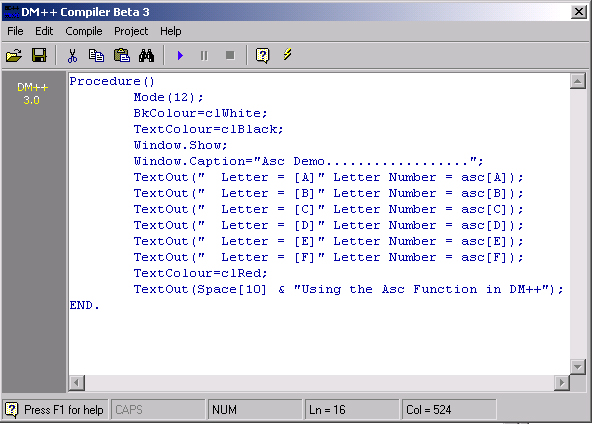 DM++ Compiler Beta 3
File Edit Compile Project Help
DM++
3.0
Procedure()
Mode(12);
BkColour=clWhite;
TextColour=clBlack;
Window.Show;
Window.Caption="Asc Demo..................";
TextOut("  Letter = [A]" Letter Number = asc[A]);
TextOut("  Letter = [B]" Letter Number = asc[B]);
TextOut("  Letter = [C]" Letter Number = asc[C]);
TextOut("  Letter = [D]" Letter Number = asc[D]);
TextOut("  Letter = [E]" Letter Number = asc[E]);
TextOut("  Letter = [F]" Letter Number = asc[F]);
TextColour=clRed;
TextOut(Space[10] & "Using the Asc Function in DM++");
END.
Press F1 for help CAPS NUM Ln = 16 Col = 524